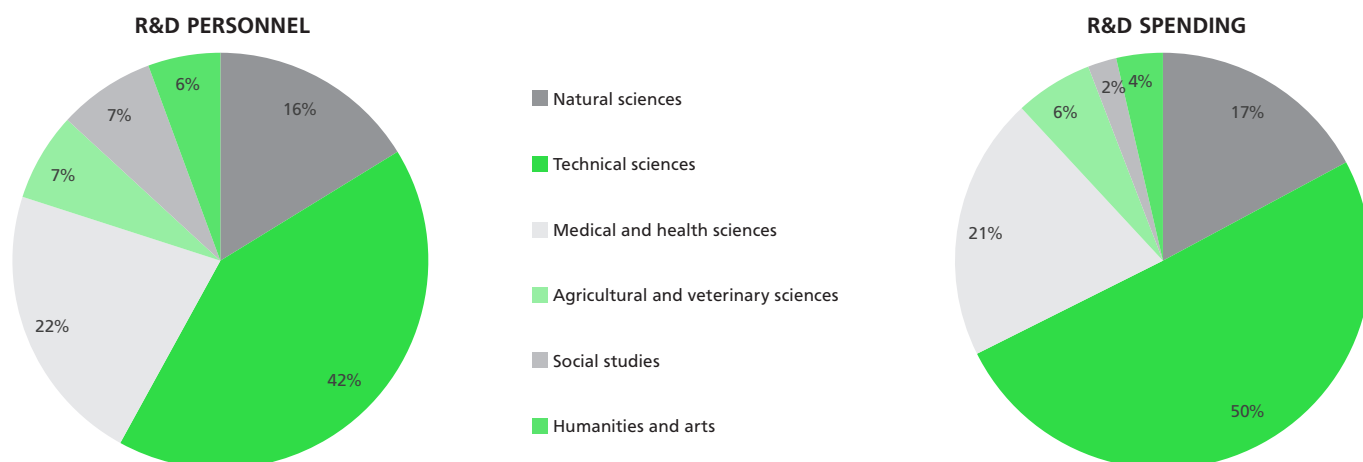 R&D PERSONNEL
6%
16%
7%
7%
22%
42%
Natural sciences
Technical sciences
Medical and health sciences
Agricultural and veterinary sciences
Social studies
Humanities and arts
R&D SPENDING
2%
4%
6%
17%
21%
50%